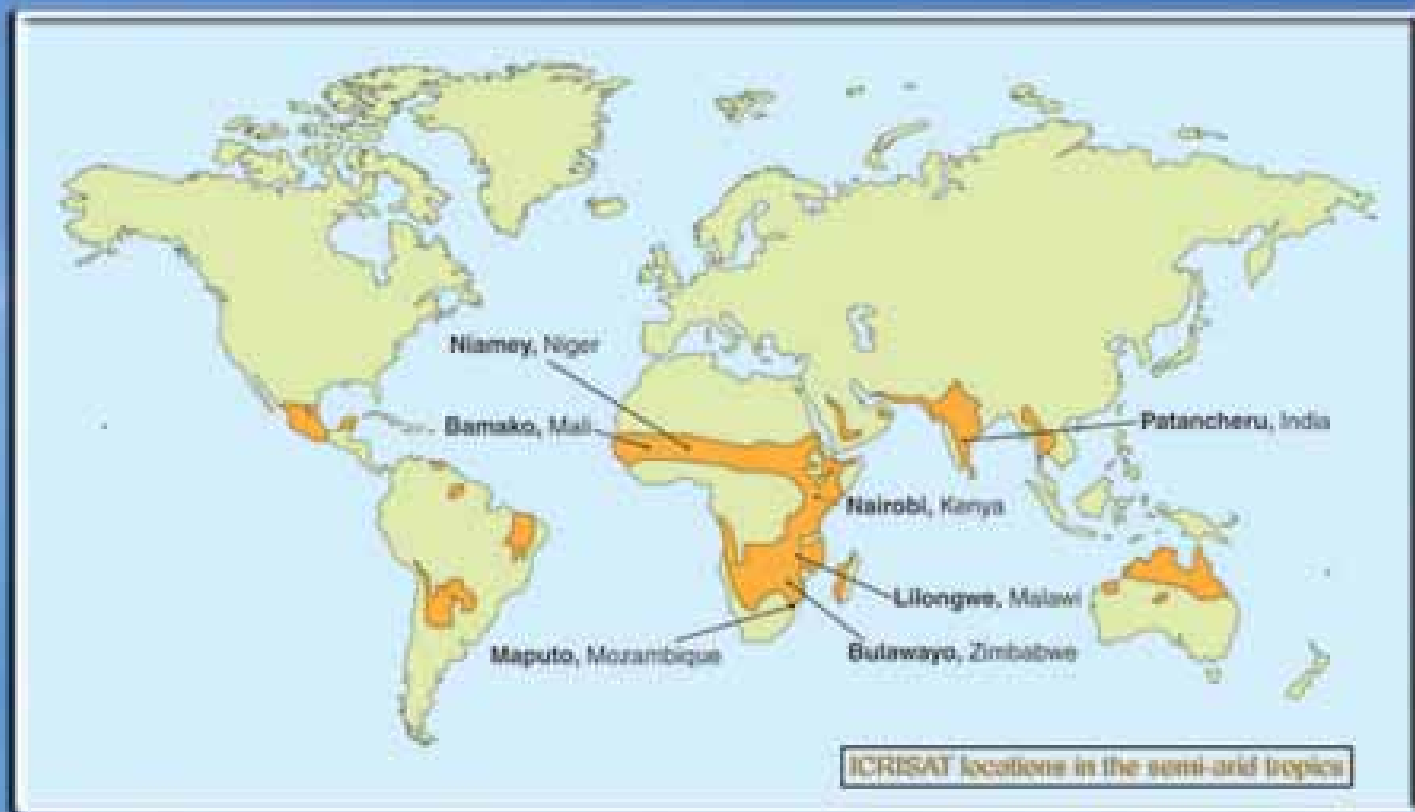 Niamey, Niger
Bamako, Mali
Patancheru, India
Nairobi, Kenya
Lilongwe, Malawi
Maputo, Mozambique
Bulawayo, Zimbabwe
ICRISAT locations in the semi-arid tropics